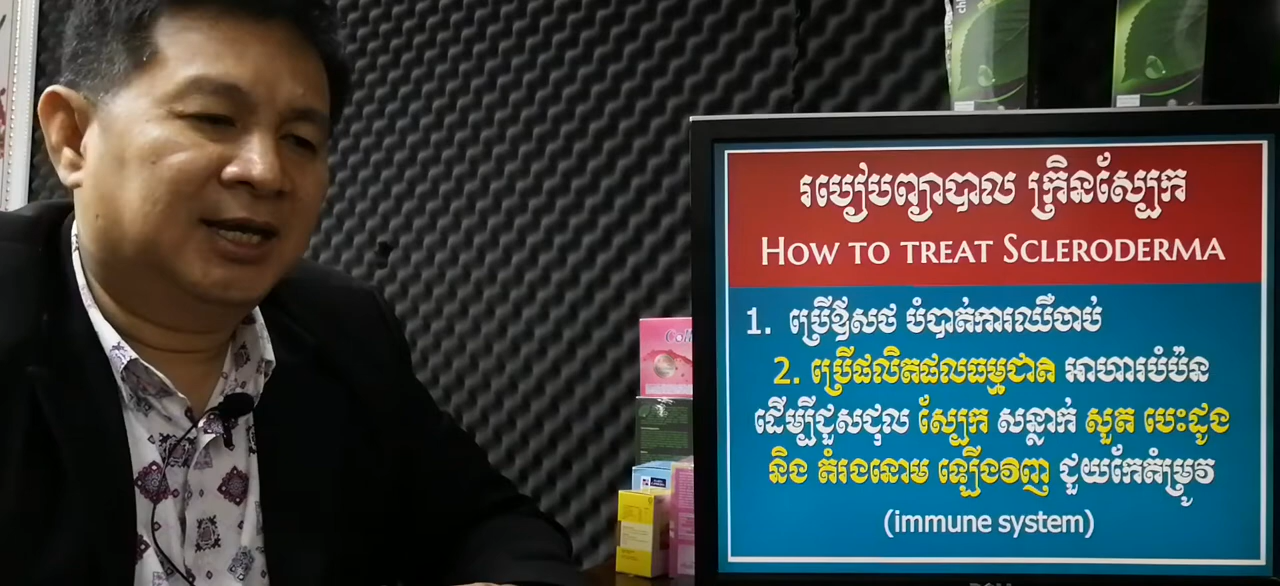 របៀបព្យាបាល ក្រិនស្បែក
HOW TO TREAT SCLERODERMA
1. ប្រើឱសថ បំបាត់ការឈឺចាប់
2. ប្រើផលិតផលធម្មជាតិ អាហារបំប៉ន
ដើម្បីជួសជុល ស្បែក សន្លាក់ សួត បេះដូង
និង តំរងនោម ឡើងវិញ ជួយកែតំម្រូវ
(immune system)